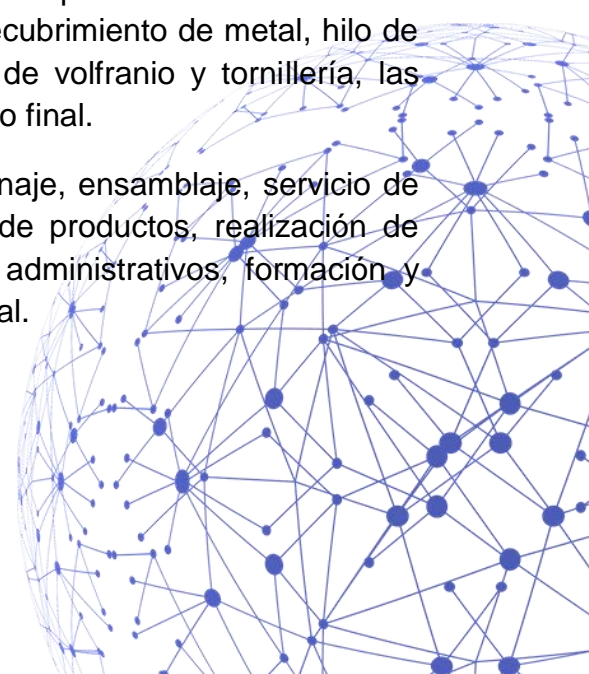 ecubrimiento de metal, hilo de
de volfranio y tornillería, las
o final.
naje, ensamblaje, servicio de
de productos, realización de
administrativos, formación y
al.